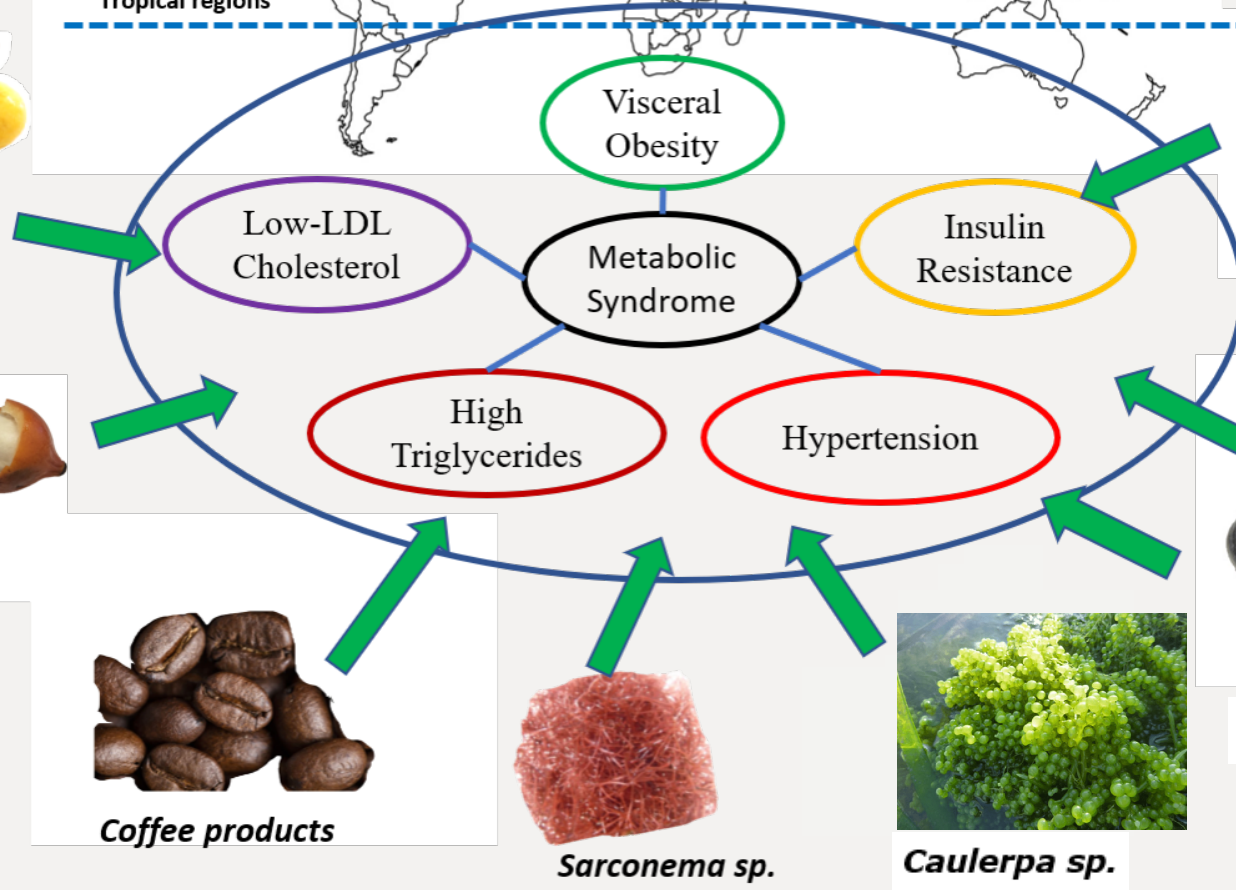 Tropical regions
Visceral
Obesity
Low-LDL
Cholesterol
Metabolic
Syndrome
Insulin
Resistance
High
Triglycerides
Hypertension
Coffee products
Sarconema sp.
Caulerpa sp.